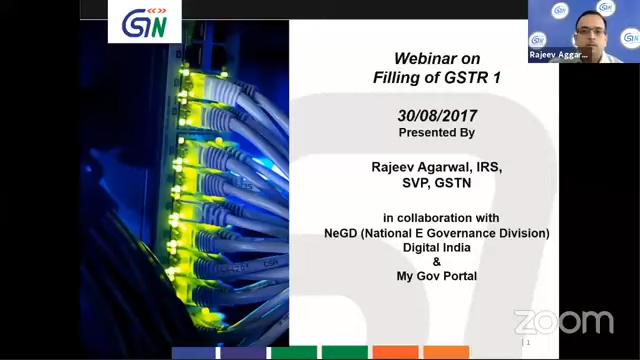 GSTN
Webinar on
Filling of GSTR 1
30/08/2017
Presented By
Rajeev Agarwal, IRS,
SVP, GSTN
in collaboration with
NeGD (National E Governance Division)
Digital India
&
My Gov Portal
1
Rajeev Aggar...
zoom